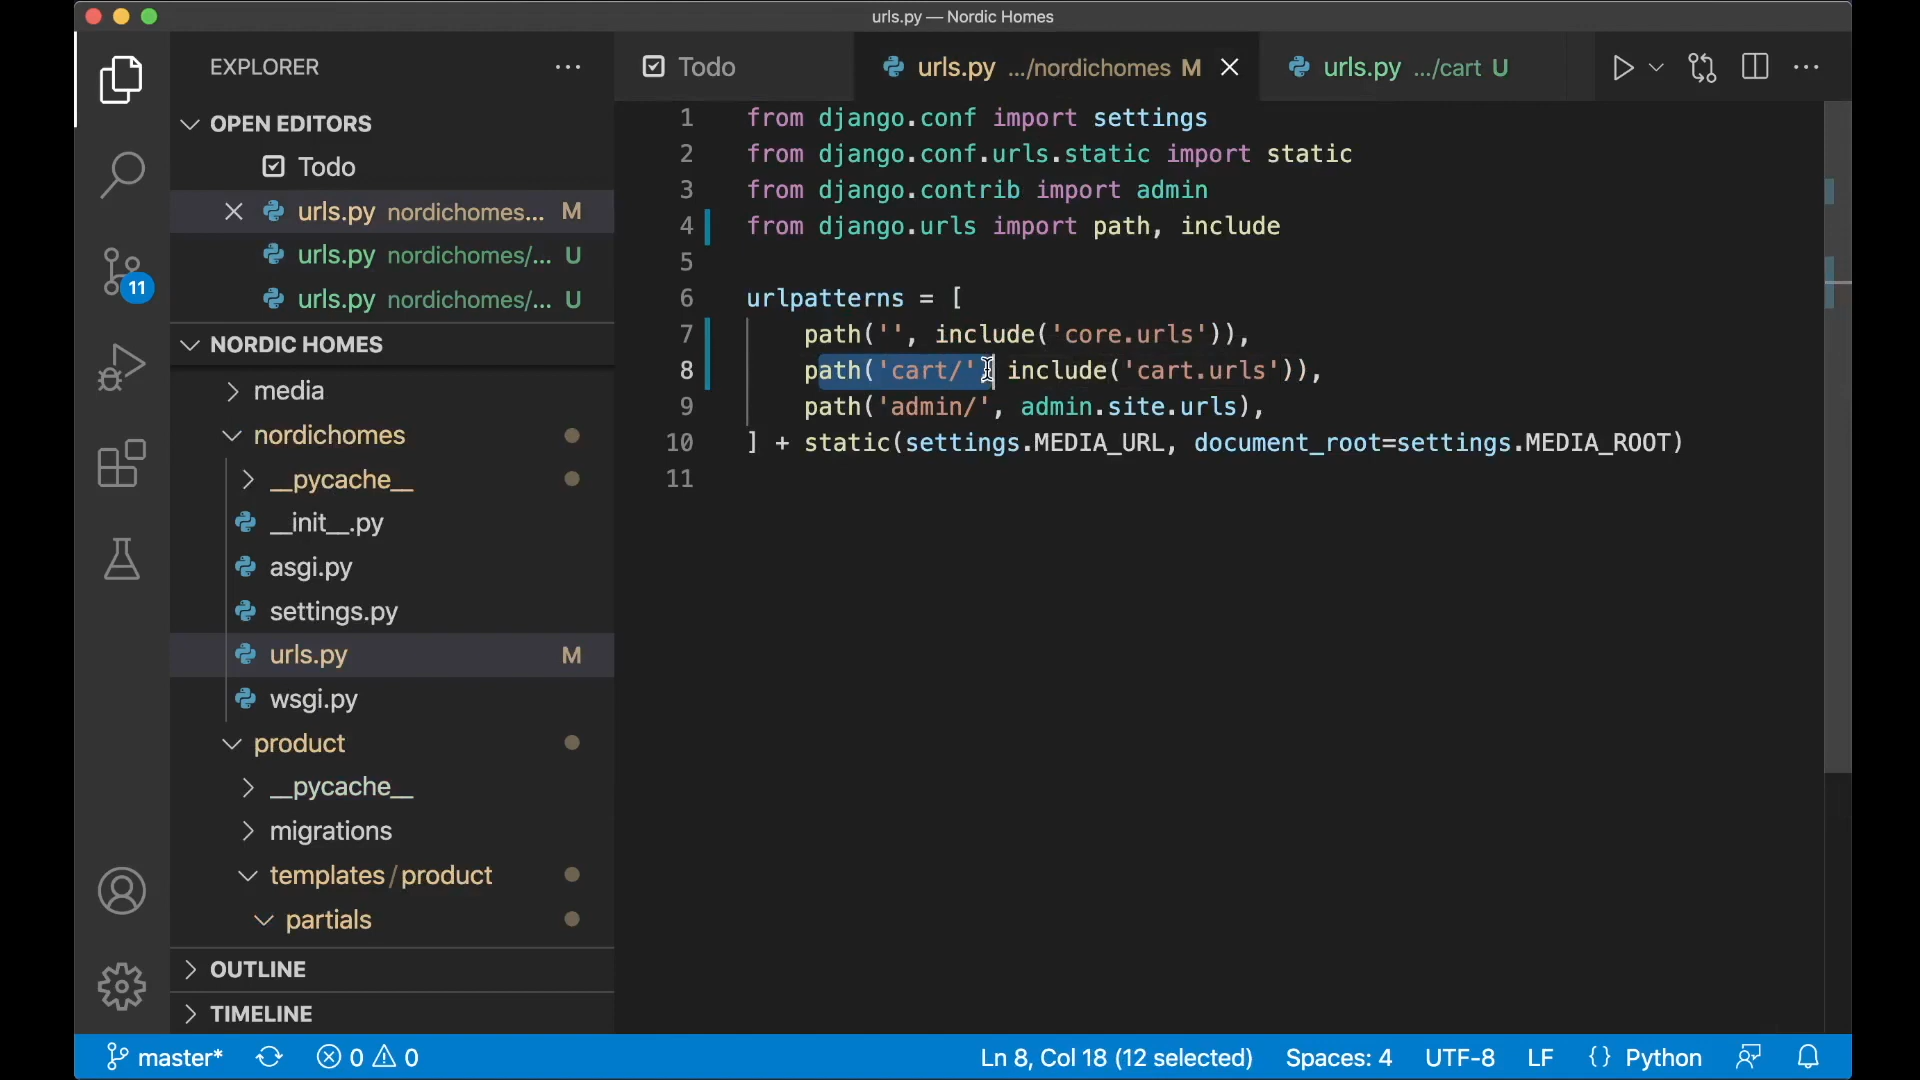 urls.py — Nordic Homes
EXPLORER
OPEN EDITORS
Todo
urls.py nordichomes... M
urls.py nordichomes/... U
urls.py nordichomes/... U
NORDIC HOMES
media
nordichomes
__pycache__
__init__.py
asgi.py
settings.py
urls.py M
wsgi.py
product
__pycache__
migrations
templates/product
partials
OUTLINE
TIMELINE
11
Todo
urls.py .../nordichomes M
urls.py .../cart U
1 from django.conf import settings
2 from django.conf.urls.static import static
3 from django.contrib import admin
4 from django.urls import path, include
5
6 urlpatterns = [
7 path('', include('core.urls')),
8 path('cart/', include('cart.urls')),
9 path('admin/', admin.site.urls),
10 ] + static(settings.MEDIA_URL, document_root=settings.MEDIA_ROOT)
11
master* 0 0 Ln 8, Col 18 (12 selected) Spaces: 4 UTF-8 LF {} Python